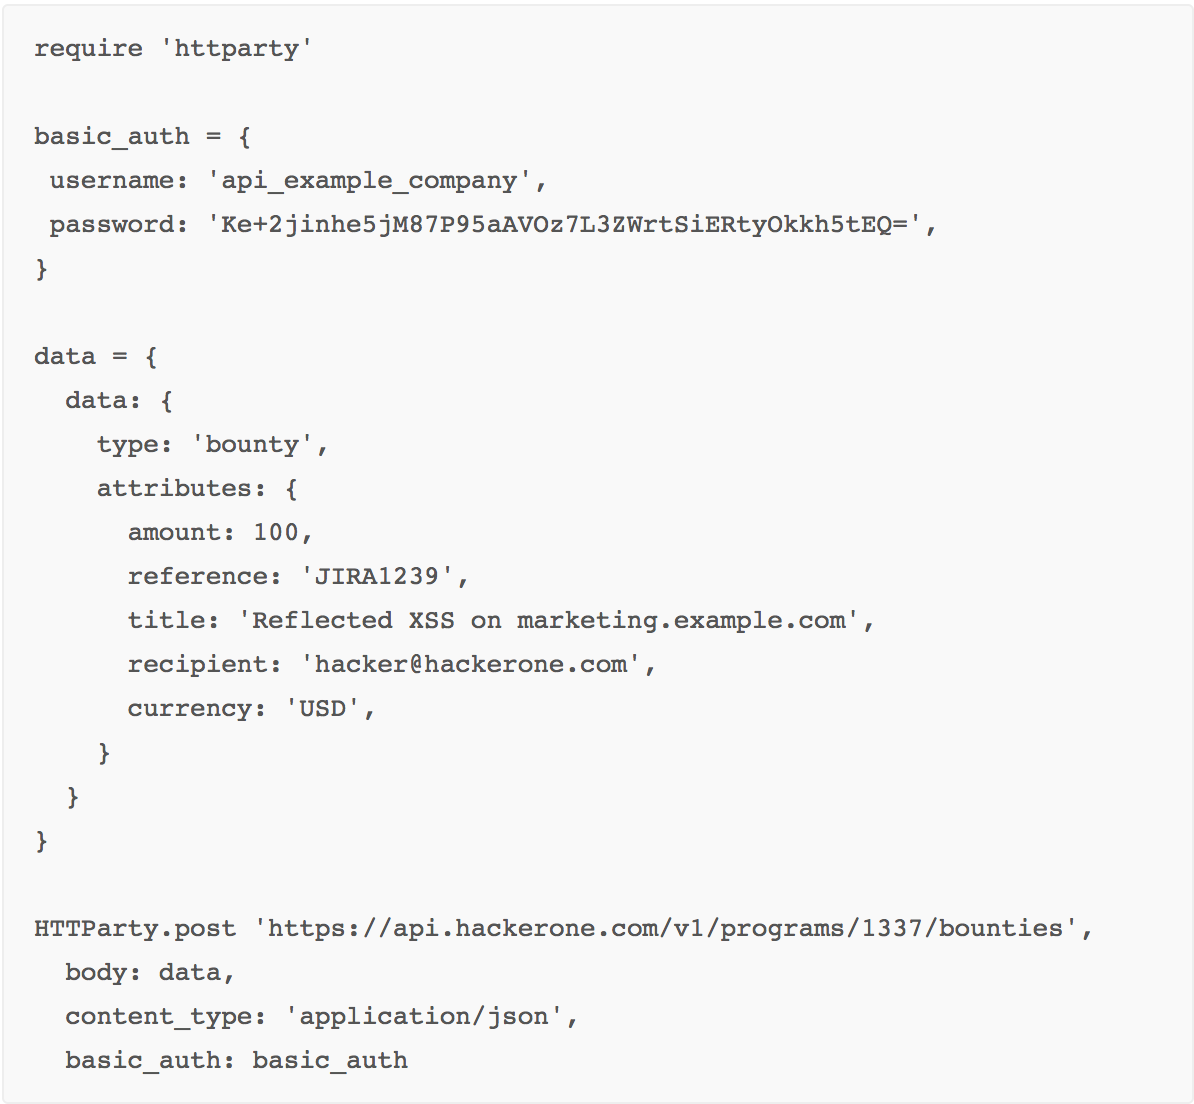 require 'httparty'

basic_auth = {
 username: 'api_example_company',
 password: 'Ke+2jinhe5jM87P95aAVOz7L3ZWrtSiERtyOkkh5tEQ=',
}

data = {
  data: {
    type: 'bounty',
    attributes: {
      amount: 100,
      reference: 'JIRA1239',
      title: 'Reflected XSS on marketing.example.com',
      recipient: 'hacker@hackerone.com',
      currency: 'USD',
    }
  }
}

HTTParty.post 'https://api.hackerone.com/v1/programs/1337/bounties',
  body: data,
  content_type: 'application/json',
  basic_auth: basic_auth